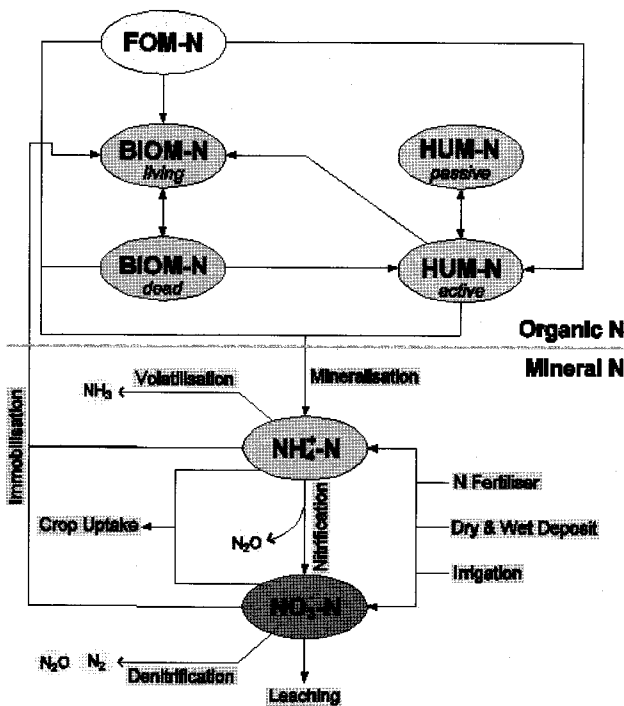 FOM-N
BIOM-N
living
HUM-N
passive
BIOM-N
dead
HUM-N
active
Organic N
Mineral N
Volatilisation
NH₃
Mineralisation
Immobilisation
NH₄⁺-N
N Fertiliser
Crop Uptake
N₂O
Nitrification
Dry & Wet Deposit
Irrigation
NO₃⁻-N
N₂O N₂
Denitrification
Leaching